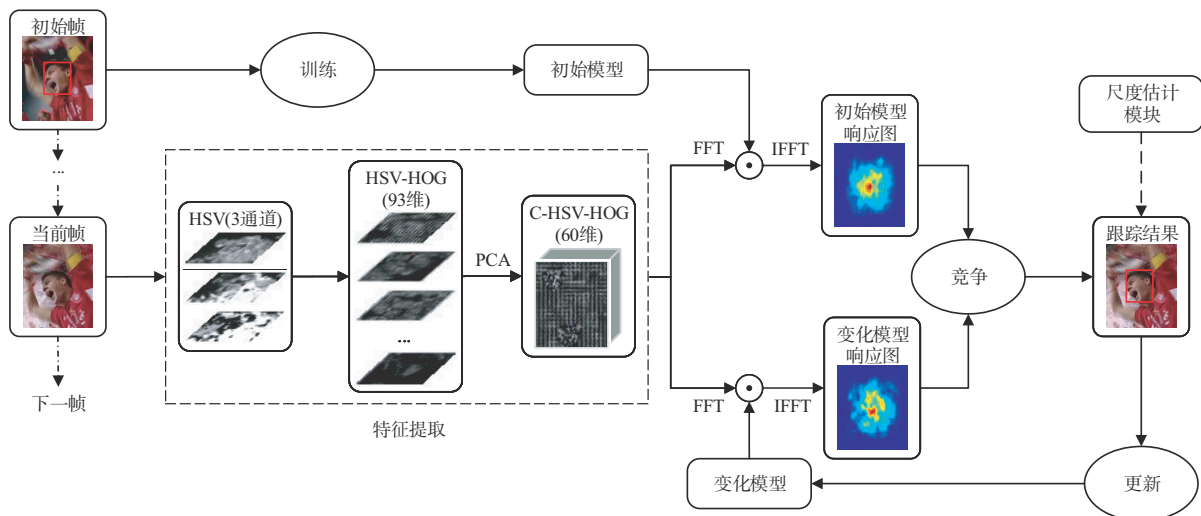 初始帧
训练
初始模型
尺度估计
模块
初始模型
响应图
FFT
IFFT
...
HSV-HOG
(93维)
HSV(3通道)
C-HSV-HOG
(60维)
当前帧
跟踪结果
PCA
竞争
变化模型
响应图
...
下一帧
FFT
IFFT
特征提取
变化模型
更新